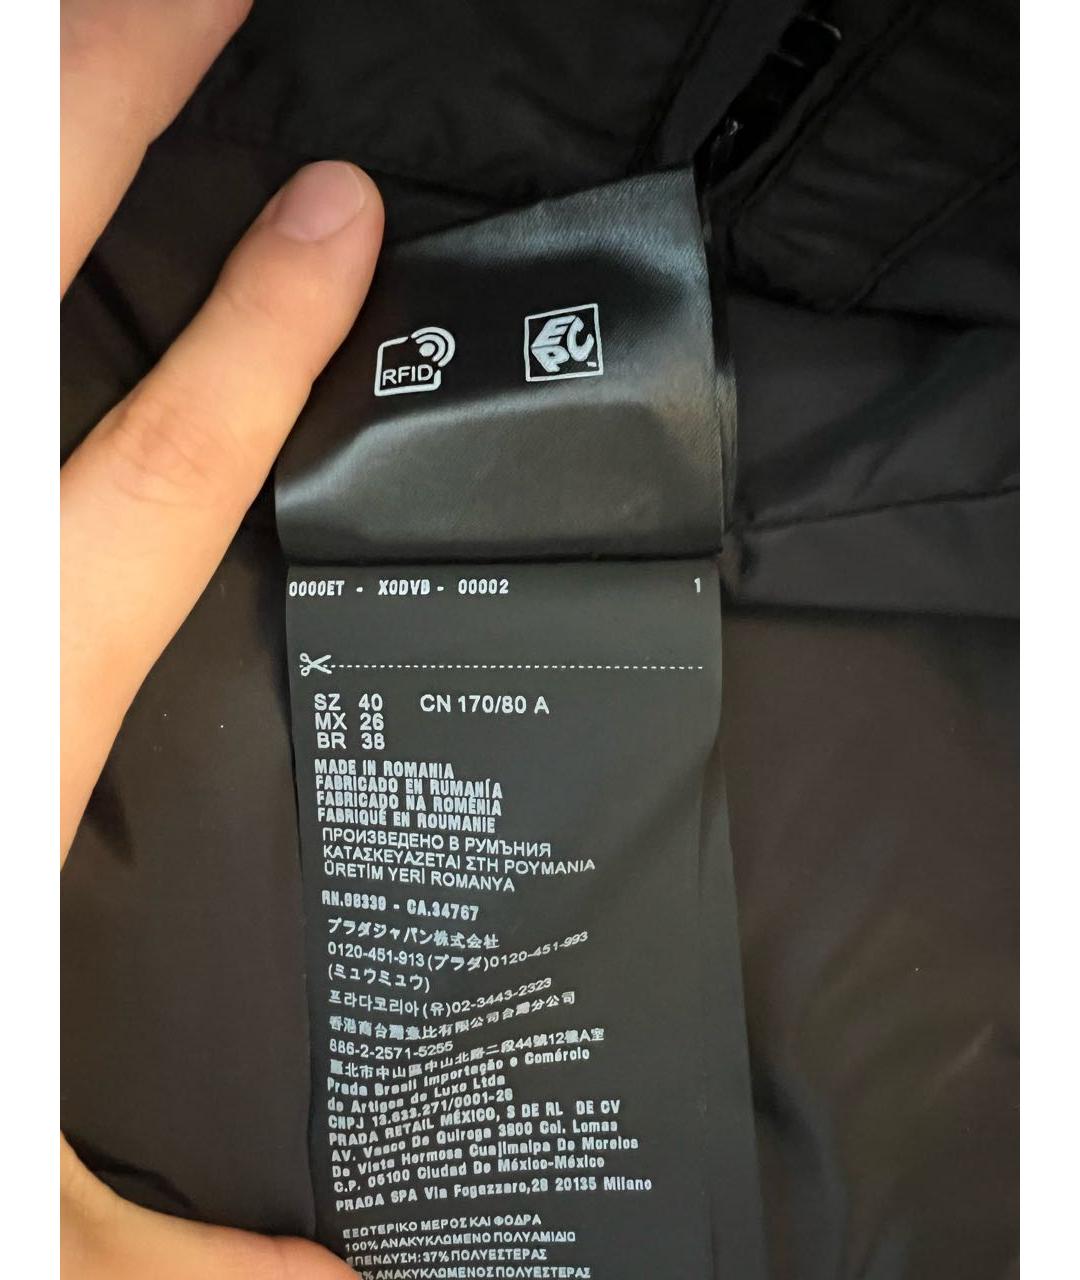 RFID
EPC
0000ET - X0DVD - 00002 1
SZ 40 CN 170/80 A
MX 26
BR 38
MADE IN ROMANIA
FABRICADO EN RUMANÍA
FABRICADO NA ROMÉNIA
FABRIQUÉ EN ROUMANIE
ПРОИЗВЕДЕНО В РУМЪНИЯ
ΚΑΤΑΣΚΕΥΑΖΕΤΑΙ ΣΤΗ ΡΟΥΜΑΝΙΑ
ÜRETİM YERİ ROMANYA
RN.98339 - CA.34767
プラダジャパン株式会社
0120-451-913(プラダ)0120-451-993
(ミュウミュウ)
프라다코리아(유)02-3443-2323
香港商台灣意比有限公司台灣分公司
886-2-2571-5255
臺北市中山區中山北路二段44號12樓A室
Prada Brasil Importação e Comércio
de Artigos de Luxo Ltda
CNPJ 13.633.271/0001-26
PRADA RETAIL MÉXICO, S DE RL DE CV
AV. Vasco De Quiroga 3800 Col. Lomas
De Vista Hermosa Cuajimalpa De Morelos
C.P. 05100 Ciudad De México-México
PRADA SPA Via Fogazzaro,28 20135 Milano
ΕΞΩΤΕΡΙΚΟ ΜΕΡΟΣ ΚΑΙ ΦΟΔΡΑ
100% ΑΝΑΚΥΚΛΩΜΕΝΟ ΠΟΛΥΑΜΙΔΙΟ
ΕΠΕΝΔΥΣΗ: 37% ΠΟΛΥΕΣΤΕΡΑΣ
% ΑΝΑΚΥΚΛΩΜΕΝΟΣ ΠΟΛΥΕΣΤΕΡΑΣ